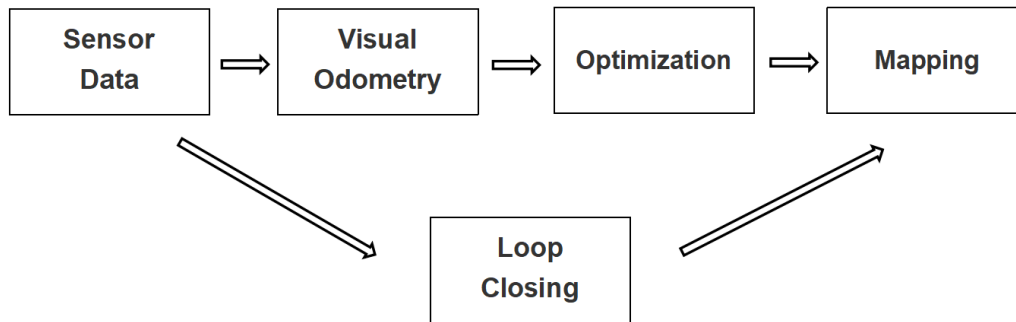 Sensor
Data
Visual
Odometry
Optimization
Mapping
Loop
Closing